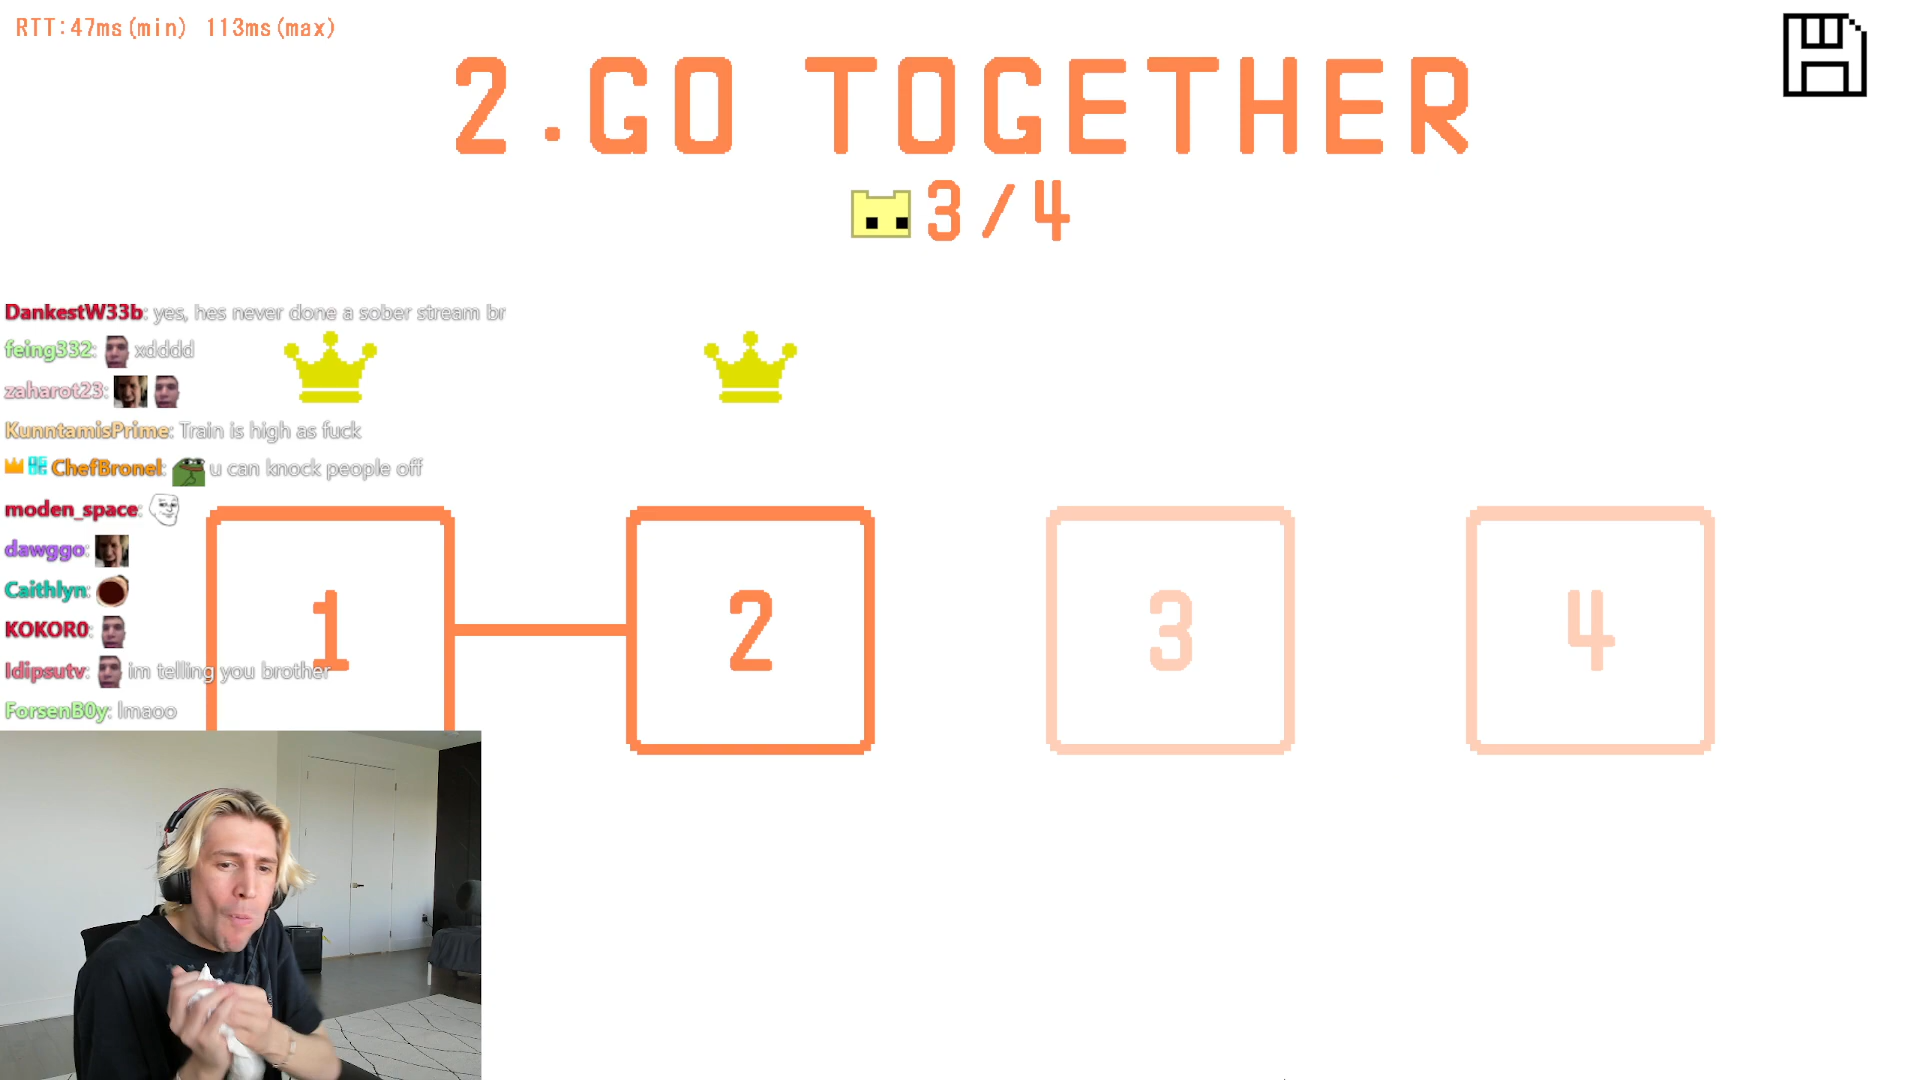 RTT:47ms(min) 113ms(max)
2.GO TOGETHER
3/4
DankestW33b: yes, hes never done a sober stream br
feing332: xdddd
zaharot23:
KunntamisPrime: Train is high as fuck
ChefBronel: u can knock people off
moden_space:
dawggo:
Caithlyn:
KOKOR0:
Idipsutv: im telling you brother
ForsenB0y: lmaoo
1
2
3
4